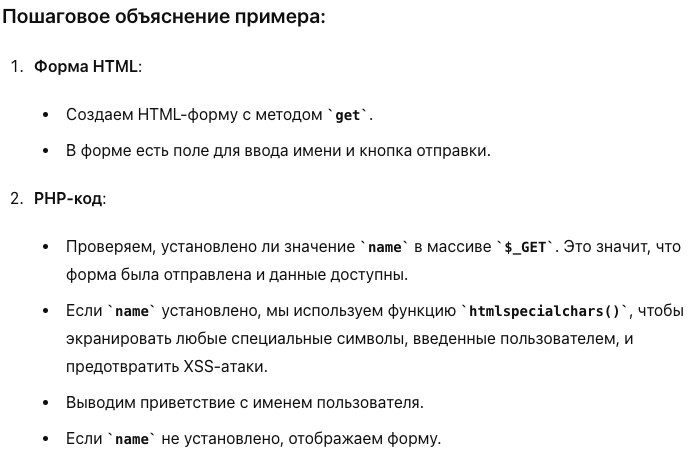 Пошаговое объяснение примера:
1. Форма HTML:
• Создаем HTML-форму с методом `get`.
• В форме есть поле для ввода имени и кнопка отправки.
2. PHP-код:
• Проверяем, установлено ли значение `name` в массиве `$_GET`. Это значит, что
форма была отправлена и данные доступны.
• Если `name` установлено, мы используем функцию `htmlspecialchars()`, чтобы
экранировать любые специальные символы, введенные пользователем, и
предотвратить XSS-атаки.
• Выводим приветствие с именем пользователя.
• Если `name` не установлено, отображаем форму.